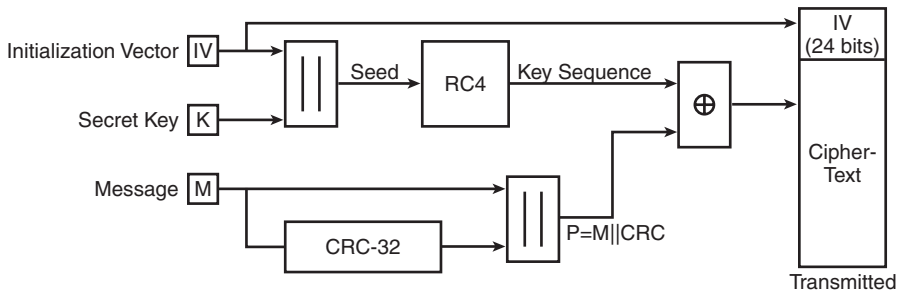 Initialization Vector IV
IV
(24 bits)
||
Seed
RC4
Key Sequence
Secret Key K
⊕
Cipher-
Text
Message M
||
P=M||CRC
CRC-32
Transmitted